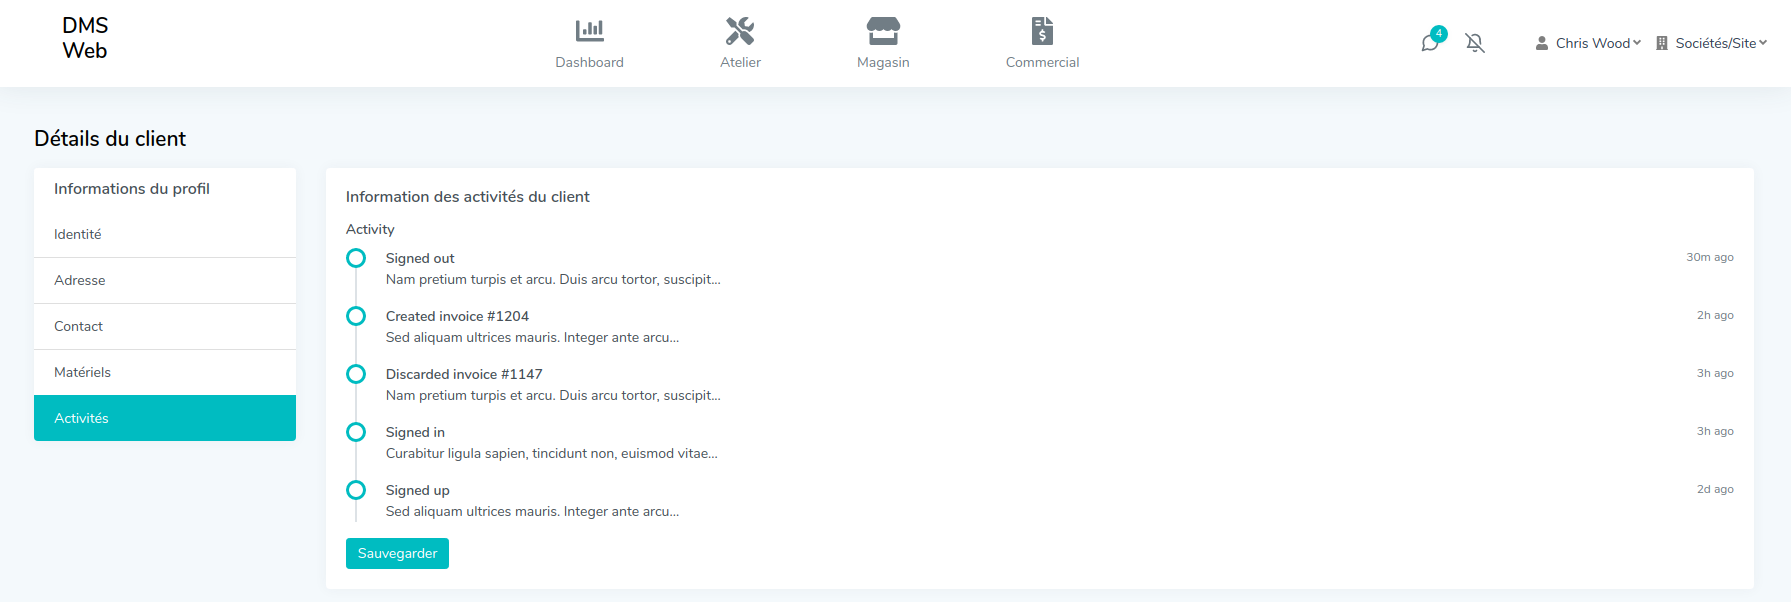 DMS
Web
Dashboard
Atelier
Magasin
Commercial
4
Chris Wood
Sociétés/Site
Détails du client
Informations du profil
Identité
Adresse
Contact
Matériels
Activités
Information des activités du client
Activity
Signed out
30m ago
Nam pretium turpis et arcu. Duis arcu tortor, suscipit...
Created invoice #1204
2h ago
Sed aliquam ultrices mauris. Integer ante arcu...
Discarded invoice #1147
3h ago
Nam pretium turpis et arcu. Duis arcu tortor, suscipit...
Signed in
3h ago
Curabitur ligula sapien, tincidunt non, euismod vitae...
Signed up
2d ago
Sed aliquam ultrices mauris. Integer ante arcu...
Sauvegarder